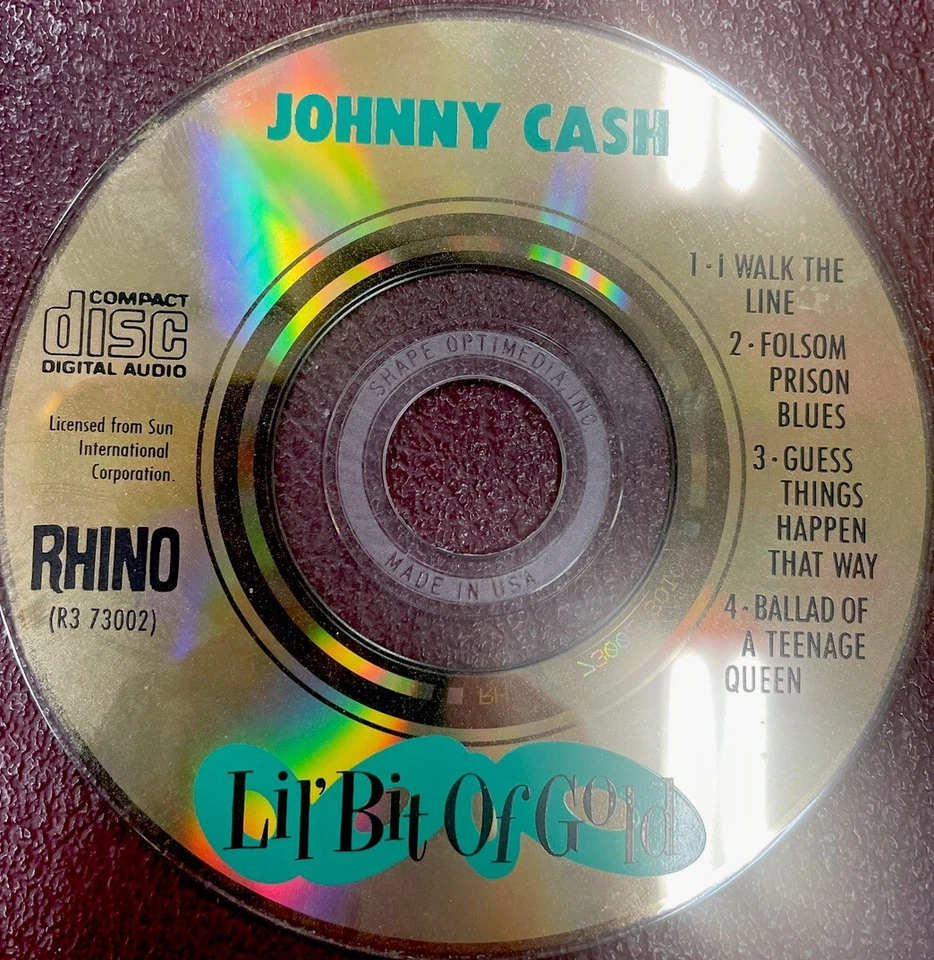 JOHNNY CASH
COMPACT
disc
DIGITAL AUDIO
Licensed from Sun
International
Corporation.
RHINO
(R3 73002)
1 - i WALK THE
LINE
2 - FOLSOM
PRISON
BLUES
3 - GUESS
THINGS
HAPPEN
THAT WAY
4 - BALLAD OF
A TEENAGE
QUEEN
SHAPE OPTIMEDIA, INC
MADE IN USA
Lil' Bit Of Gold